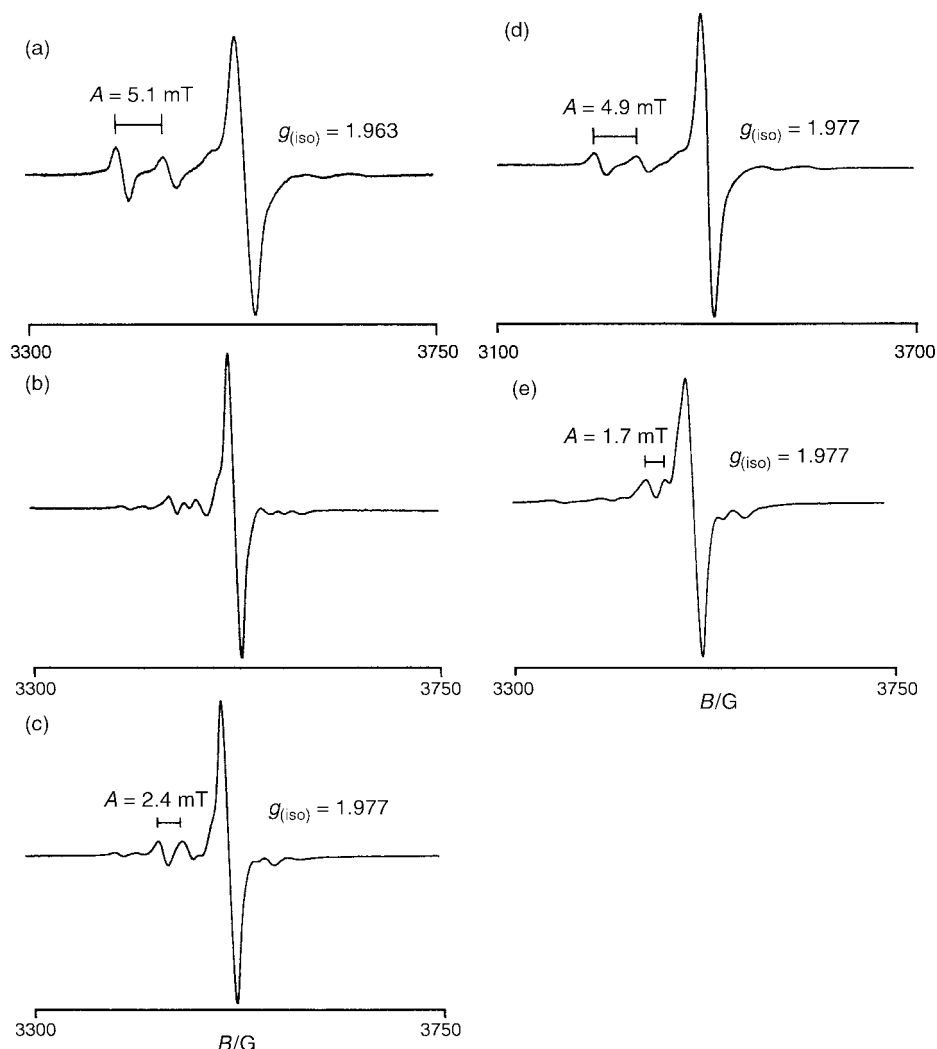 (a)
A = 5.1 mT
g(iso) = 1.963
3300 3750
(b)
3300 3750
(c)
A = 2.4 mT
g(iso) = 1.977
3300 3750
B/G
(d)
A = 4.9 mT
g(iso) = 1.977
3100 3700
(e)
A = 1.7 mT
g(iso) = 1.977
3300 3750
B/G